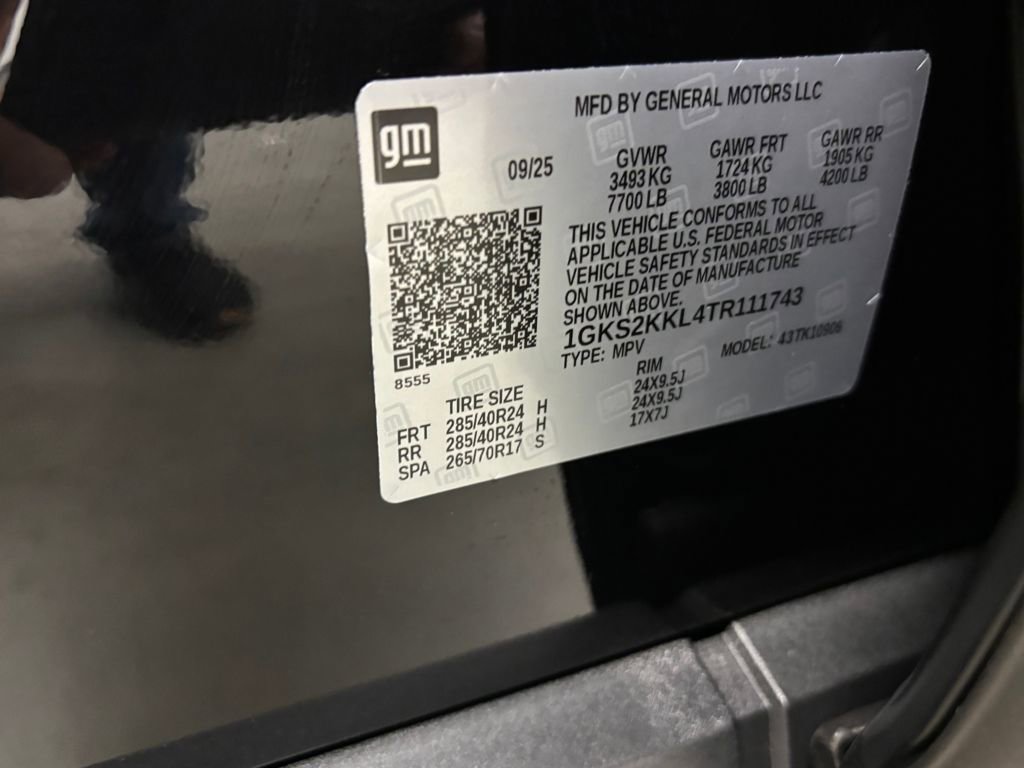 gm
MFD BY GENERAL MOTORS LLC
09/25
GVWR
3493 KG
7700 LB
GAWR FRT
1724 KG
3800 LB
GAWR RR
1905 KG
4200 LB
THIS VEHICLE CONFORMS TO ALL
APPLICABLE U.S. FEDERAL MOTOR
VEHICLE SAFETY STANDARDS IN EFFECT
ON THE DATE OF MANUFACTURE
SHOWN ABOVE.
1GKS2KKL4TR111743
TYPE: MPV MODEL: 43TK10906
8555
TIRE SIZE RIM
FRT 285/40R24 H 24X9.5J
RR 285/40R24 H 24X9.5J
SPA 265/70R17 S 17X7J